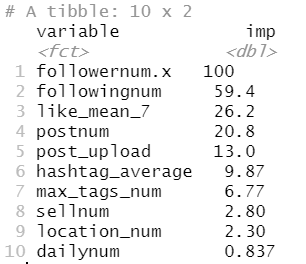 # A tibble: 10 x 2
variable imp
<fct> <dbl>
1 followernum.x 100
2 followingnum 59.4
3 like_mean_7 26.2
4 postnum 20.8
5 post_upload 13.0
6 hashtag_average 9.87
7 max_tags_num 6.77
8 sellnum 2.80
9 location_num 2.30
10 dailynum 0.837